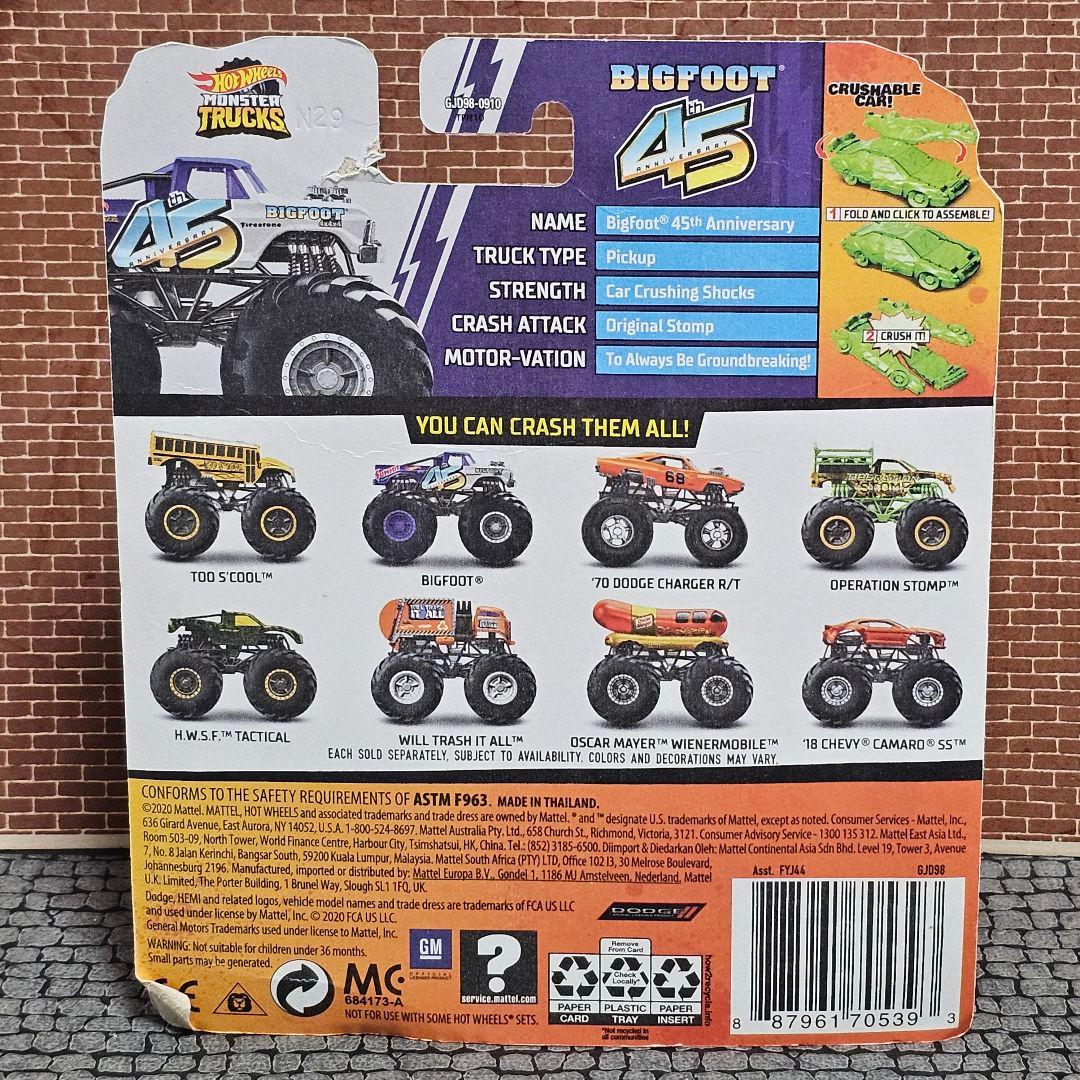 HOT WHEELS
MONSTER
TRUCKS
N29
GJD98-0910
BIGFOOT®
45th
ANNIVERSARY
CRUSHABLE
CAR!
1 FOLD AND CLICK TO ASSEMBLE!
2 CRUSH IT!
45th
ANNIVERSARY
BIGFOOT
4x4x4
Firestone
NAME BigFoot® 45th Anniversary
TRUCK TYPE Pickup
STRENGTH Car Crushing Shocks
CRASH ATTACK Original Stomp
MOTOR-VATION To Always Be Groundbreaking!
YOU CAN CRASH THEM ALL!
TOO S'COOL™
BIGFOOT®
'70 DODGE CHARGER R/T
OPERATION STOMP™
H.W.S.F.™ TACTICAL
WILL TRASH IT ALL™
OSCAR MAYER™ WIENERMOBILE™
'18 CHEVY® CAMARO® SS™
EACH SOLD SEPARATELY, SUBJECT TO AVAILABILITY. COLORS AND DECORATIONS MAY VARY.
CONFORMS TO THE SAFETY REQUIREMENTS OF ASTM F963. MADE IN THAILAND.
©2020 Mattel. MATTEL, HOT WHEELS and associated trademarks and trade dress are owned by Mattel. ® and ™ designate U.S. trademarks of Mattel, except as noted. Consumer Services - Mattel, Inc.,
636 Girard Avenue, East Aurora, NY 14052, U.S.A. 1-800-524-8697. Mattel Australia Pty. Ltd., 658 Church St., Richmond, Victoria, 3121. Consumer Advisory Service - 1300 135 312. Mattel East Asia Ltd.,
Room 503-09, North Tower, World Finance Centre, Harbour City, Tsimshatsui, HK, China. Tel.: (852) 3185-6500. Diimport & Diedarkan Oleh: Mattel Continental Asia Sdn Bhd. Level 19, Tower 3, Avenue
7, No. 8 Jalan Kerinchi, Bangsar South, 59200 Kuala Lumpur, Malaysia. Mattel South Africa (PTY) LTD, Office 102 I3, 30 Melrose Boulevard,
Johannesburg 2196. Manufactured, imported or distributed by: Mattel Europa B.V., Gondel 1, 1186 MJ Amstelveen, Nederland. Mattel
U.K. Limited, The Porter Building, 1 Brunel Way, Slough SL1 1FQ, UK.
Dodge, HEMI and related logos, vehicle model names and trade dress are trademarks of FCA US LLC
and used under license by Mattel, Inc. © 2020 FCA US LLC.
General Motors Trademarks used under license to Mattel, Inc.
WARNING: Not suitable for children under 36 months.
Small parts may be generated.
DODGE
Asst. FYJ44
GJD98
GM
OFFICIAL
LICENSED PRODUCT
?
service.mattel.com
CE
MC
684173-A
NOT FOR USE WITH SOME HOT WHEELS® SETS.
Remove
From Card
Check
Locally*
PAPER
CARD
PLASTIC
TRAY
PAPER
INSERT
*Not recycled in
all communities
how2recycle.info
8 87961 70539 3